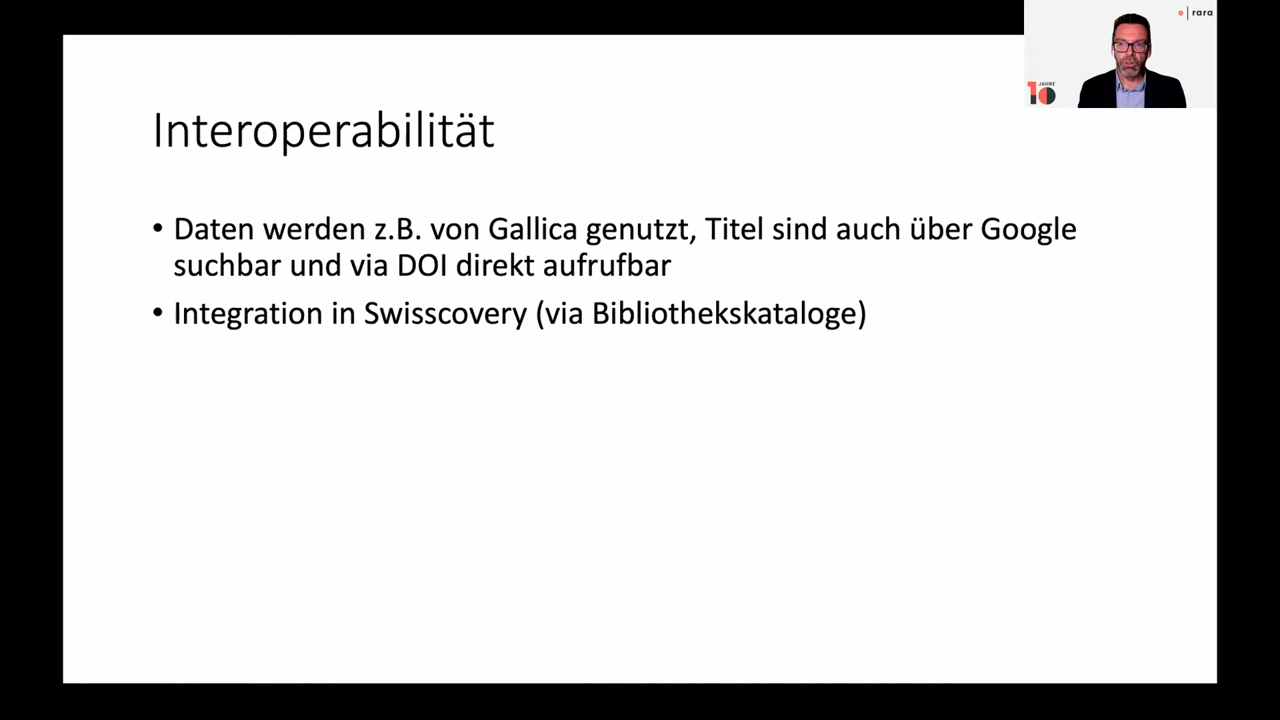 e | rara
10 JAHRE
Interoperabilität
• Daten werden z.B. von Gallica genutzt, Titel sind auch über Google
suchbar und via DOI direkt aufrufbar
• Integration in Swisscovery (via Bibliothekskataloge)